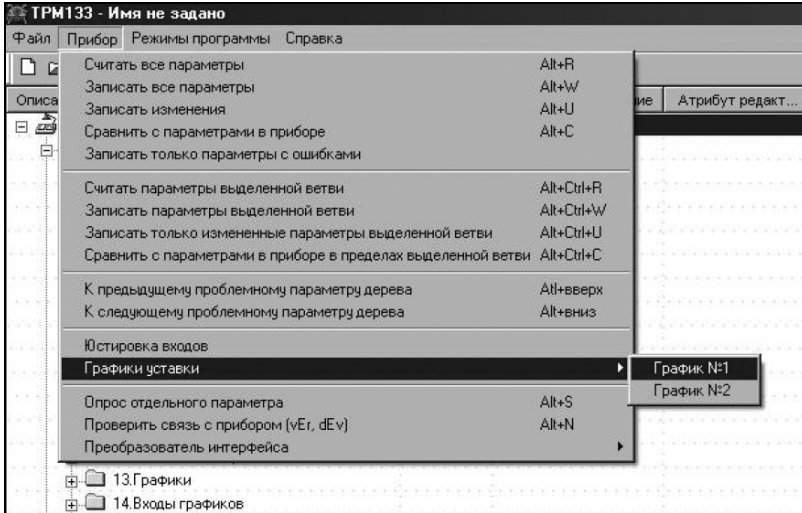 ТРМ133 - Имя не задано
Файл Прибор Режимы программы Справка
Считать все параметры Alt+R
Записать все параметры Alt+W
Записать изменения Alt+U
Сравнить с параметрами в приборе Alt+C
Записать только параметры с ошибками
Описа ие Атрибут редакт...
Считать параметры выделенной ветви Alt+Ctrl+R
Записать параметры выделенной ветви Alt+Ctrl+W
Записать только измененные параметры выделенной ветви Alt+Ctrl+U
Сравнить с параметрами в приборе в пределах выделенной ветви Alt+Ctrl+C
К предыдущему проблемному параметру дерева Atl+вверх
К следующему проблемному параметру дерева Alt+вниз
Юстировка входов
Графики уставки
График №1
График №2
Опрос отдельного параметра Alt+S
Проверить связь с прибором (vEr, dEv) Alt+N
Преобразователь интерфейса
13.Графики
14.Входы графиков